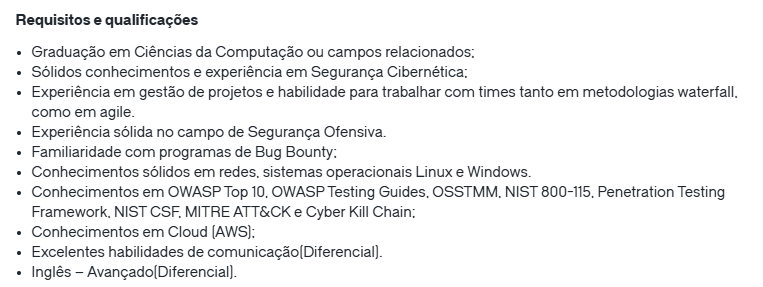 Requisitos e qualificações
• Graduação em Ciências da Computação ou campos relacionados;
• Sólidos conhecimentos e experiência em Segurança Cibernética;
• Experiência em gestão de projetos e habilidade para trabalhar com times tanto em metodologias waterfall,
como em agile.
• Experiência sólida no campo de Segurança Ofensiva.
• Familiaridade com programas de Bug Bounty;
• Conhecimentos sólidos em redes, sistemas operacionais Linux e Windows.
• Conhecimentos em OWASP Top 10, OWASP Testing Guides, OSSTMM, NIST 800-115, Penetration Testing
Framework, NIST CSF, MITRE ATT&CK e Cyber Kill Chain;
• Conhecimentos em Cloud (AWS);
• Excelentes habilidades de comunicação(Diferencial).
• Inglês – Avançado(Diferencial).